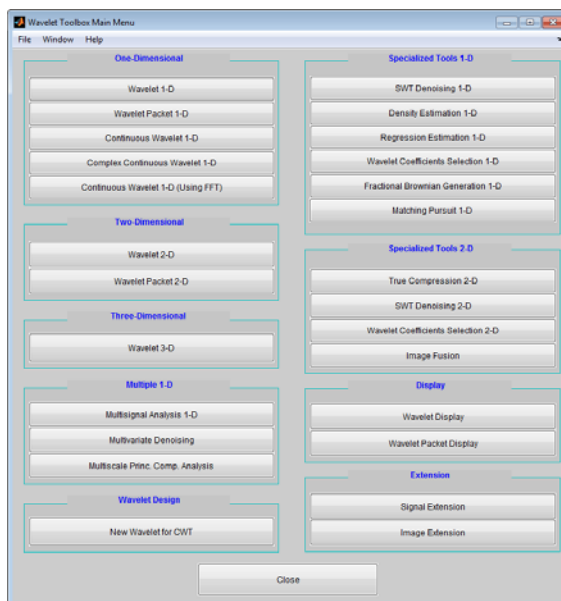 Wavelet Toolbox Main Menu
File Window Help
One-Dimensional
Wavelet 1-D
Wavelet Packet 1-D
Continuous Wavelet 1-D
Complex Continuous Wavelet 1-D
Continuous Wavelet 1-D (Using FFT)
Two-Dimensional
Wavelet 2-D
Wavelet Packet 2-D
Three-Dimensional
Wavelet 3-D
Multiple 1-D
Multisignal Analysis 1-D
Multivariate Denoising
Multiscale Princ. Comp. Analysis
Wavelet Design
New Wavelet for CWT
Specialized Tools 1-D
SWT Denoising 1-D
Density Estimation 1-D
Regression Estimation 1-D
Wavelet Coefficients Selection 1-D
Fractional Brownian Generation 1-D
Matching Pursuit 1-D
Specialized Tools 2-D
True Compression 2-D
SWT Denoising 2-D
Wavelet Coefficients Selection 2-D
Image Fusion
Display
Wavelet Display
Wavelet Packet Display
Extension
Signal Extension
Image Extension
Close